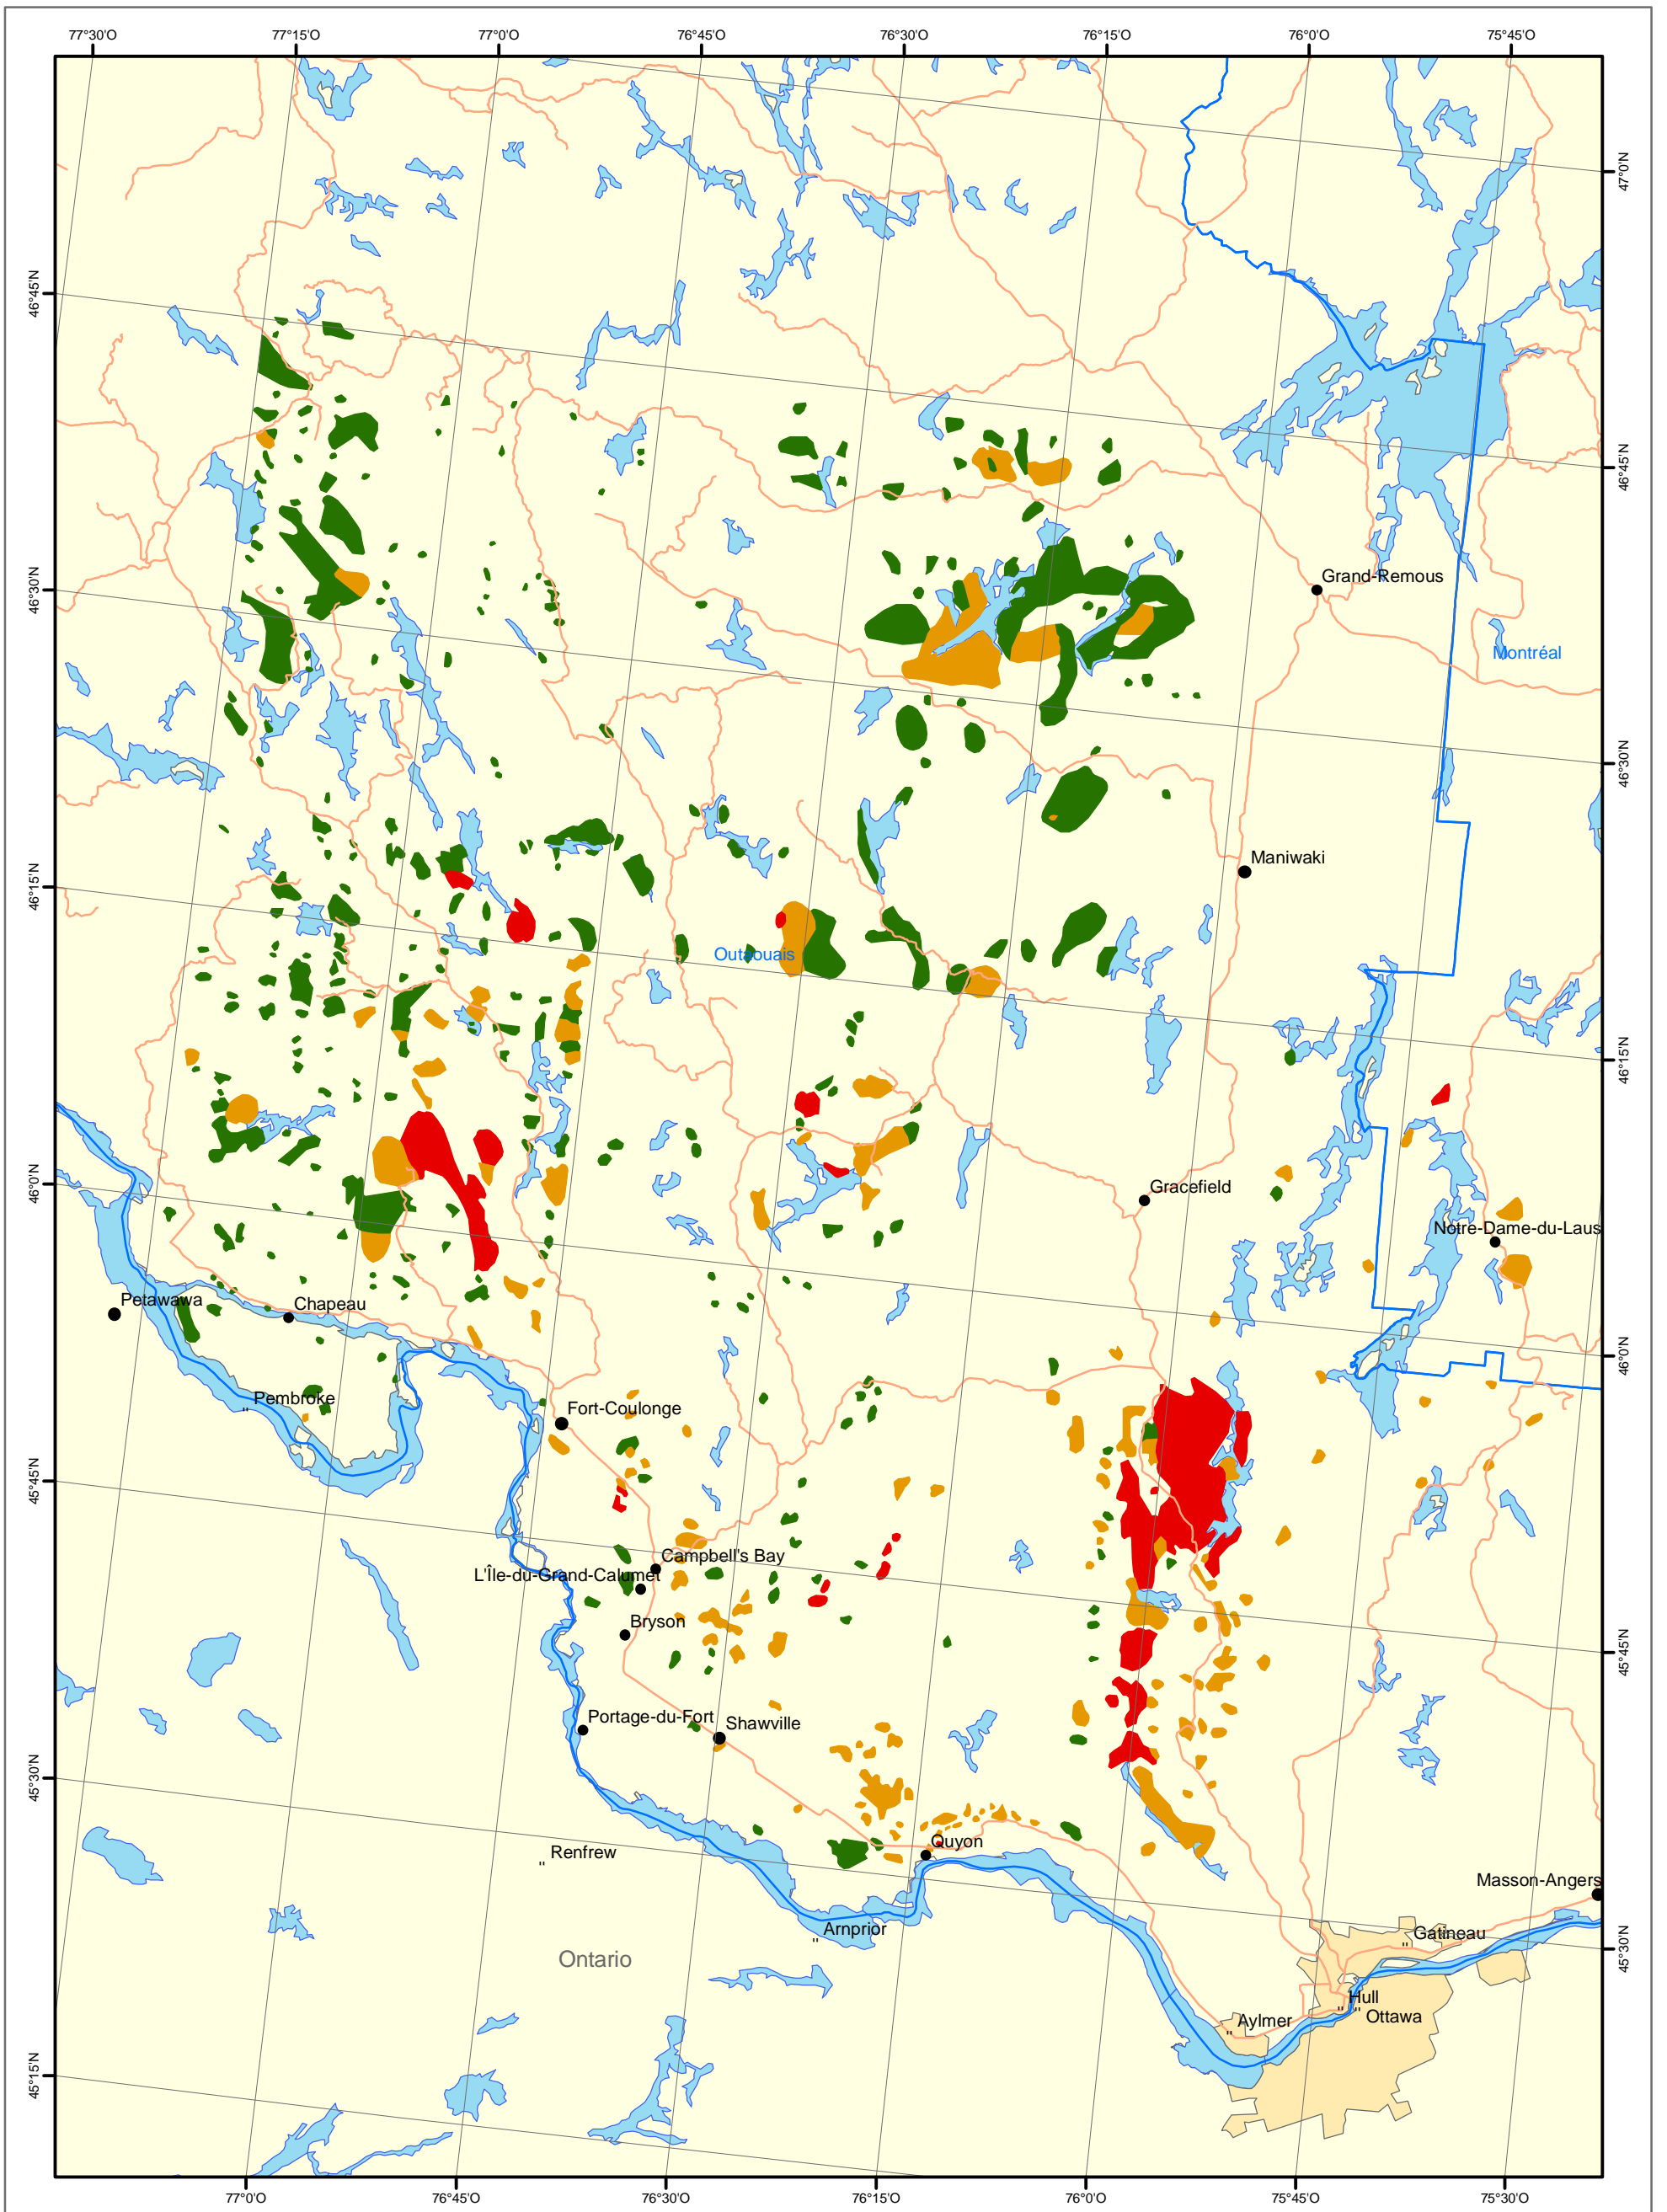 77°30'O 77°15'O 77°0'O 76°45'O 76°30'O 76°15'O 76°0'O 75°45'O
47°0'N
46°45'N
46°45'N
Grand-Remous
46°30'N
Montréal
46°30'N
Maniwaki
46°15'N
Outaouais
46°15'N
46°0'N
Gracefield
Notre-Dame-du-Laus
Petawawa
Chapeau
46°0'N
Pembroke
Fort-Coulonge
45°45'N
Campbell's Bay
L'Île-du-Grand-Calumet
Bryson
45°45'N
Portage-du-Fort
Shawville
45°30'N
Quyon
Renfrew
Masson-Angers
Arnprior
Gatineau
45°30'N
Ontario
Hull
Ottawa
Aylmer
45°15'N
77°0'O 76°45'O 76°30'O 76°15'O 76°0'O 75°45'O 75°30'O